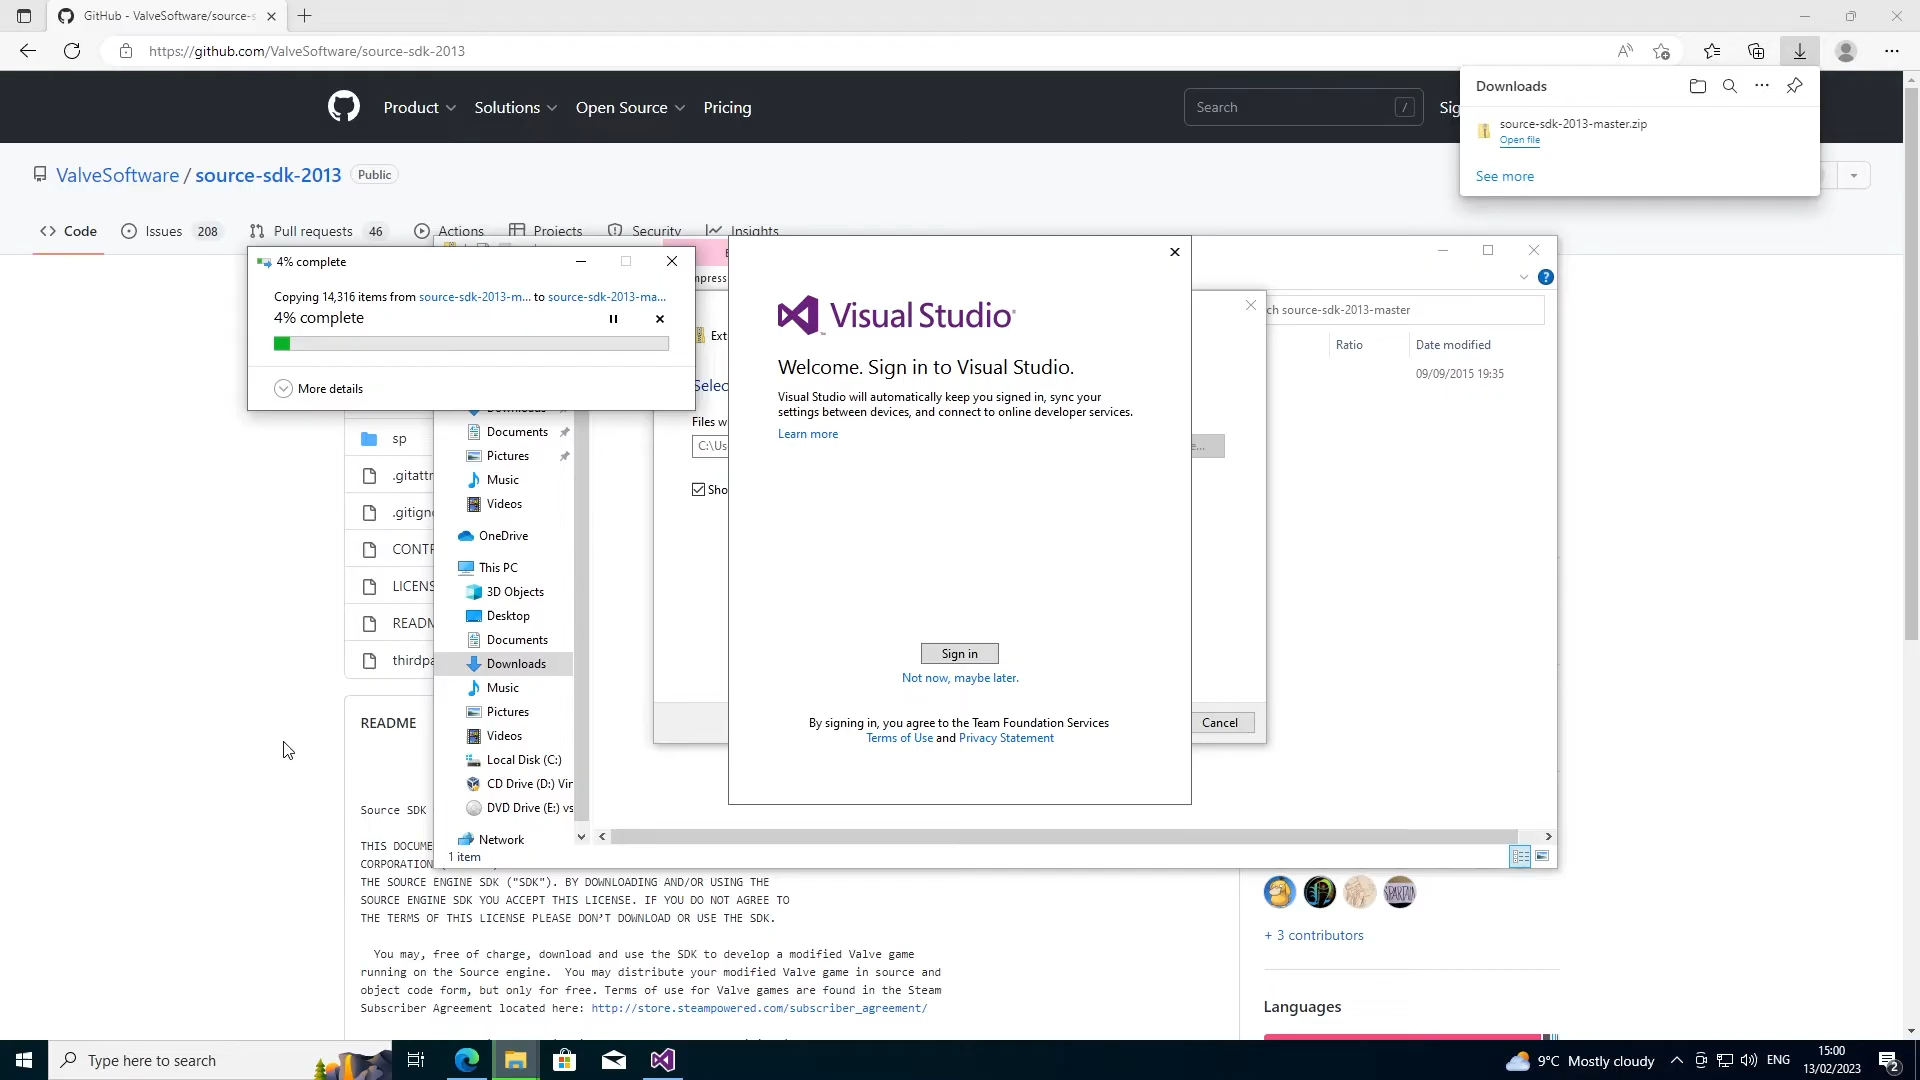 GitHub - ValveSoftware/source-s
https://github.com/ValveSoftware/source-sdk-2013
Product
Solutions
Open Source
Pricing
Search
/
Sig
Downloads
source-sdk-2013-master.zip
Open file
See more
ValveSoftware / source-sdk-2013
Public
Code
Issues 208
Pull requests 46
Actions
Projects
Security
Insights
4% complete
Copying 14,316 items from source-sdk-2013-m... to source-sdk-2013-ma...
4% complete
More details
sp
.gitattr
.gitigno
CONTR
LICENS
READM
thirdpa
README
Source SDK
THIS DOCUME
CORPORATION
THE SOURCE ENGINE SDK ("SDK"). BY DOWNLOADING AND/OR USING THE
SOURCE ENGINE SDK YOU ACCEPT THIS LICENSE. IF YOU DO NOT AGREE TO
THE TERMS OF THIS LICENSE PLEASE DON’T DOWNLOAD OR USE THE SDK.
You may, free of charge, download and use the SDK to develop a modified Valve game
running on the Source engine. You may distribute your modified Valve game in source and
object code form, but only for free. Terms of use for Valve games are found in the Steam
Subscriber Agreement located here: http://store.steampowered.com/subscriber_agreement/
mpress
Ext
Selec
Files w
C:\Us
Sho
Documents
Pictures
Music
Videos
OneDrive
This PC
3D Objects
Desktop
Documents
Downloads
Music
Pictures
Videos
Local Disk (C:)
CD Drive (D:) Vir
DVD Drive (E:) vs
Network
1 item
Visual Studio
Welcome. Sign in to Visual Studio.
Visual Studio will automatically keep you signed in, sync your
settings between devices, and connect to online developer services.
Learn more
Sign in
Not now, maybe later.
By signing in, you agree to the Team Foundation Services
Terms of Use and Privacy Statement
ch source-sdk-2013-master
Ratio
Date modified
09/09/2015 19:35
e...
Cancel
SPARTAN
+ 3 contributors
Languages
Type here to search
9°C Mostly cloudy
ENG
15:00
13/02/2023
2